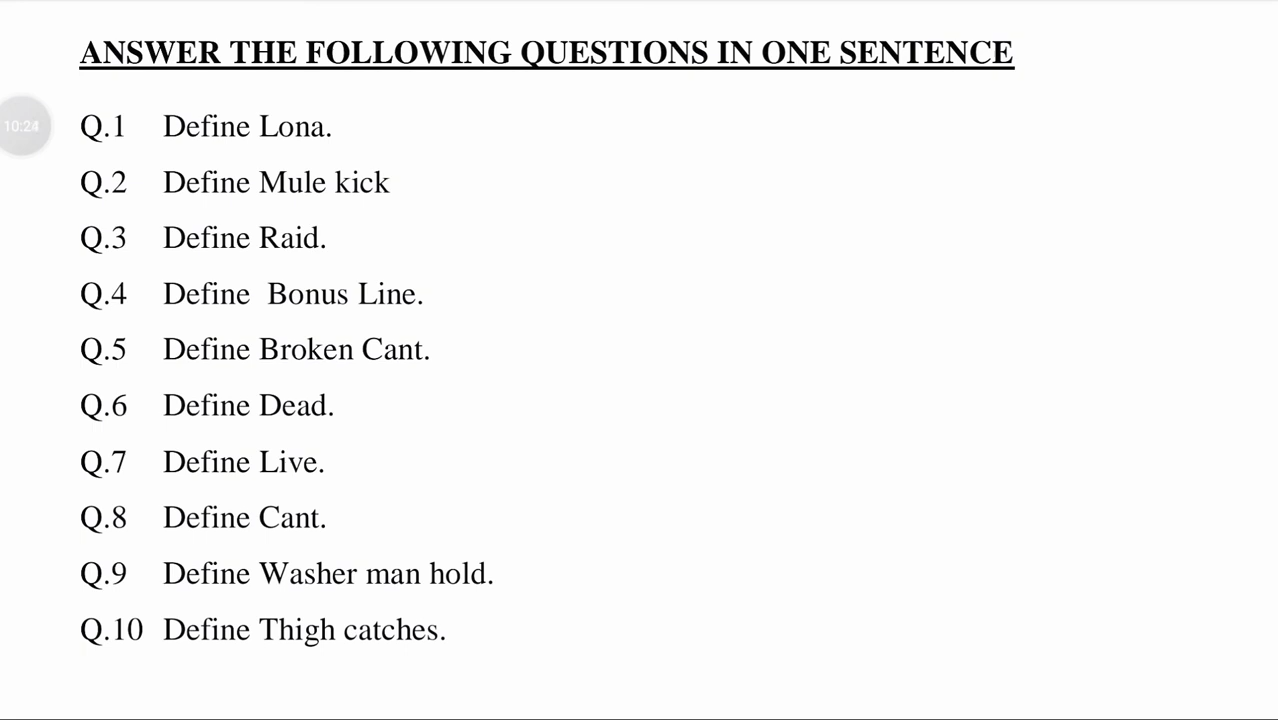 ANSWER THE FOLLOWING QUESTIONS IN ONE SENTENCE
10:24
Q.1 Define Lona.
Q.2 Define Mule kick
Q.3 Define Raid.
Q.4 Define Bonus Line.
Q.5 Define Broken Cant.
Q.6 Define Dead.
Q.7 Define Live.
Q.8 Define Cant.
Q.9 Define Washer man hold.
Q.10 Define Thigh catches.